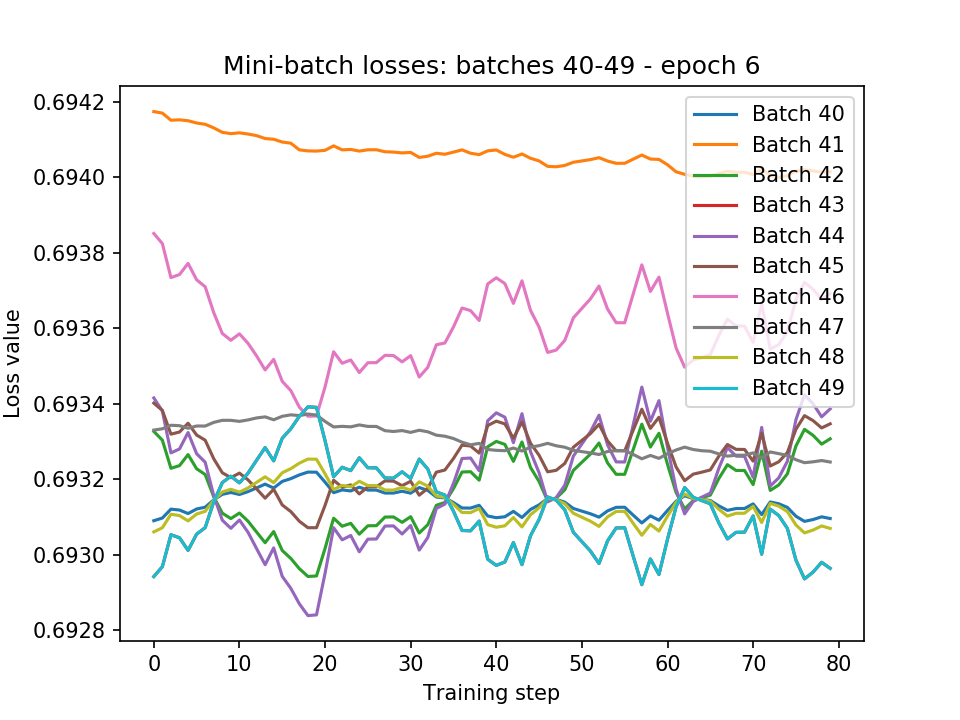 Mini-batch losses: batches 40-49 - epoch 6
0.6942
0.6940
0.6938
0.6936
0.6934
0.6932
0.6930
0.6928
Loss value
0
10
20
30
40
50
60
70
80
Training step
Batch 40
Batch 41
Batch 42
Batch 43
Batch 44
Batch 45
Batch 46
Batch 47
Batch 48
Batch 49